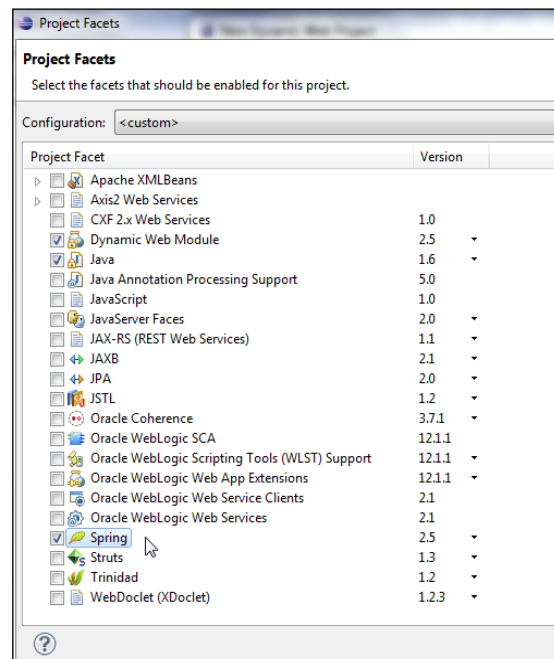 Project Facets
New Dynamic Web Project
Project Facets
Select the facets that should be enabled for this project.
Configuration: <custom>
Project Facet Version
Apache XMLBeans
Axis2 Web Services
CXF 2.x Web Services 1.0
Dynamic Web Module 2.5
Java 1.6
Java Annotation Processing Support 5.0
JavaScript 1.0
JavaServer Faces 2.0
JAX-RS (REST Web Services) 1.1
JAXB 2.1
JPA 2.0
JSTL 1.2
Oracle Coherence 3.7.1
Oracle WebLogic SCA 12.1.1
Oracle WebLogic Scripting Tools (WLST) Support 12.1.1
Oracle WebLogic Web App Extensions 12.1.1
Oracle WebLogic Web Service Clients 2.1
Oracle WebLogic Web Services 2.1
Spring 2.5
Struts 1.3
Trinidad 1.2
WebDoclet (XDoclet) 1.2.3